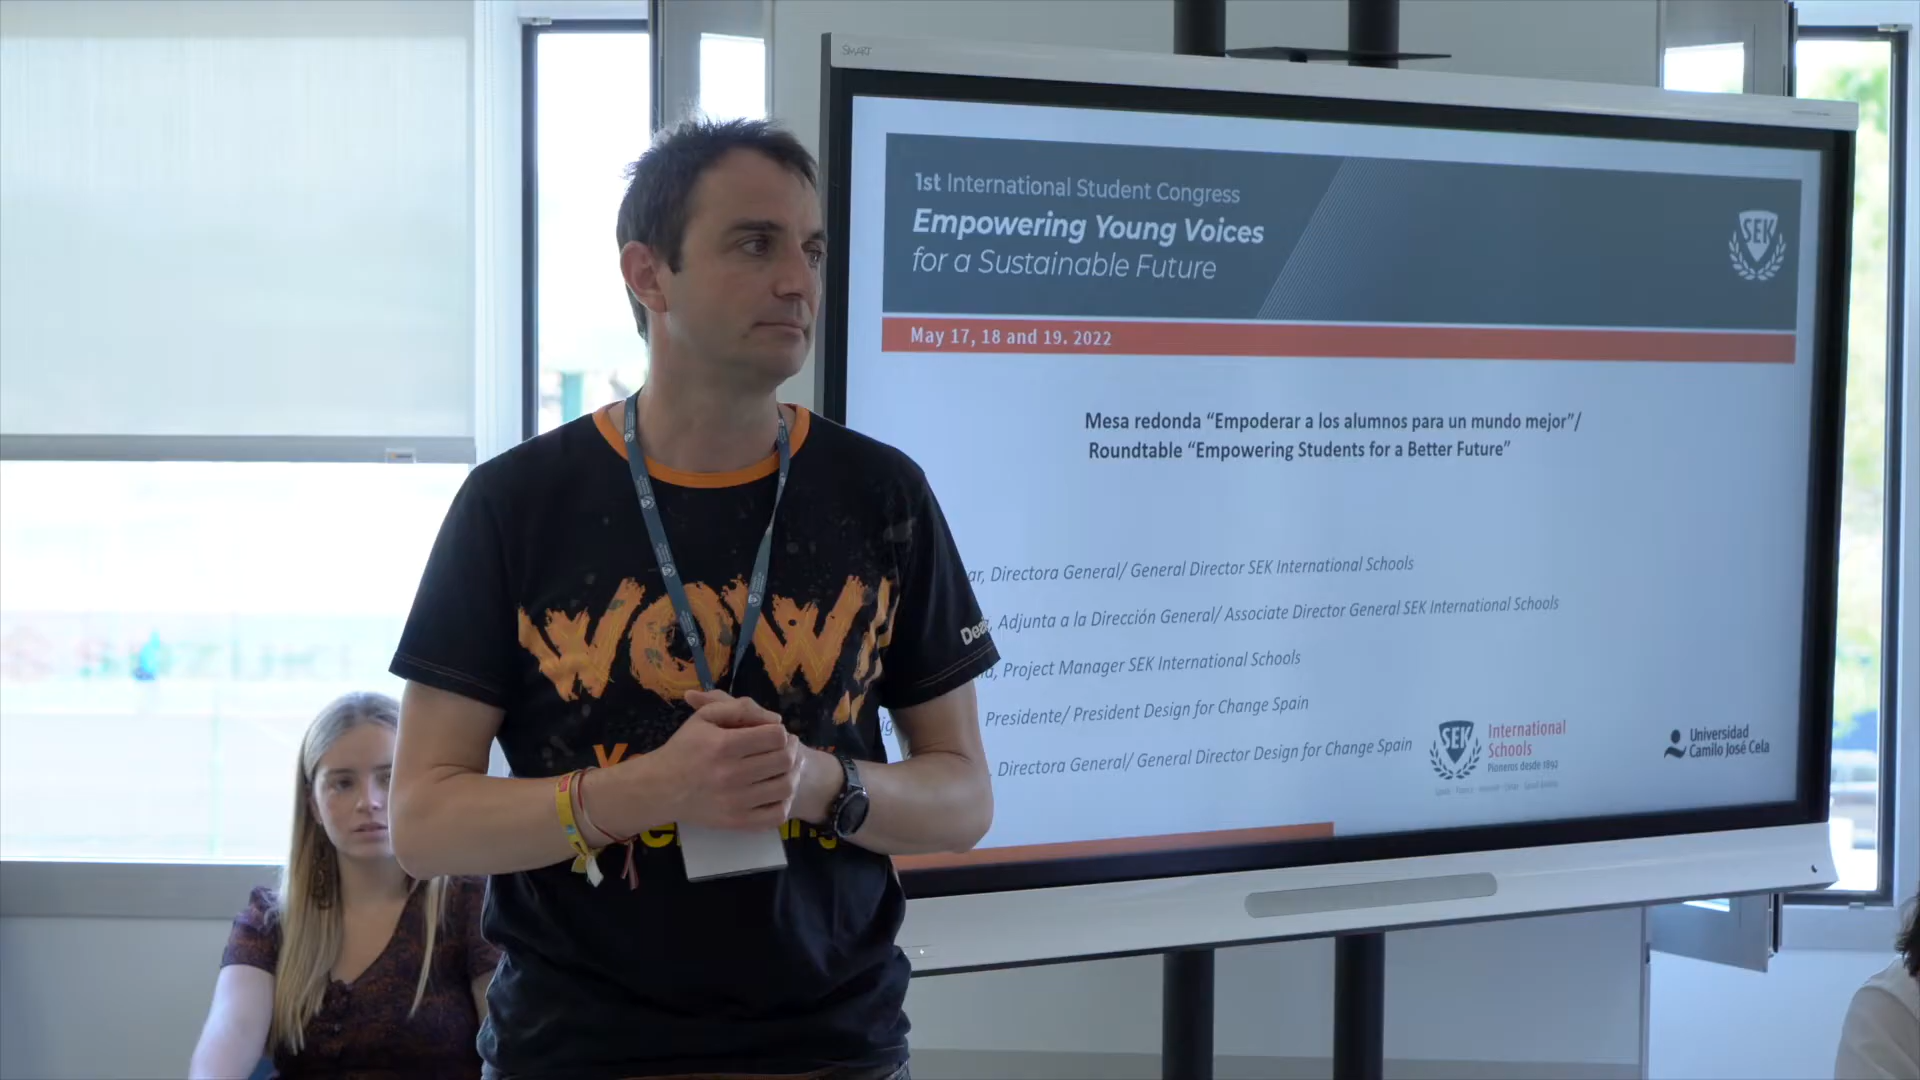 SMART
1st International Student Congress
Empowering Young Voices
for a Sustainable Future
SEK
May 17, 18 and 19. 2022
Mesa redonda “Empoderar a los alumnos para un mundo mejor”/
Roundtable “Empowering Students for a Better Future”
ar, Directora General/ General Director SEK International Schools
, Adjunta a la Dirección General/ Associate Director General SEK International Schools
, Project Manager SEK International Schools
Presidente/ President Design for Change Spain
, Directora General/ General Director Design for Change Spain
SEK
International
Schools
Pioneros desde 1892
Universidad
Camilo José Cela
WOW!